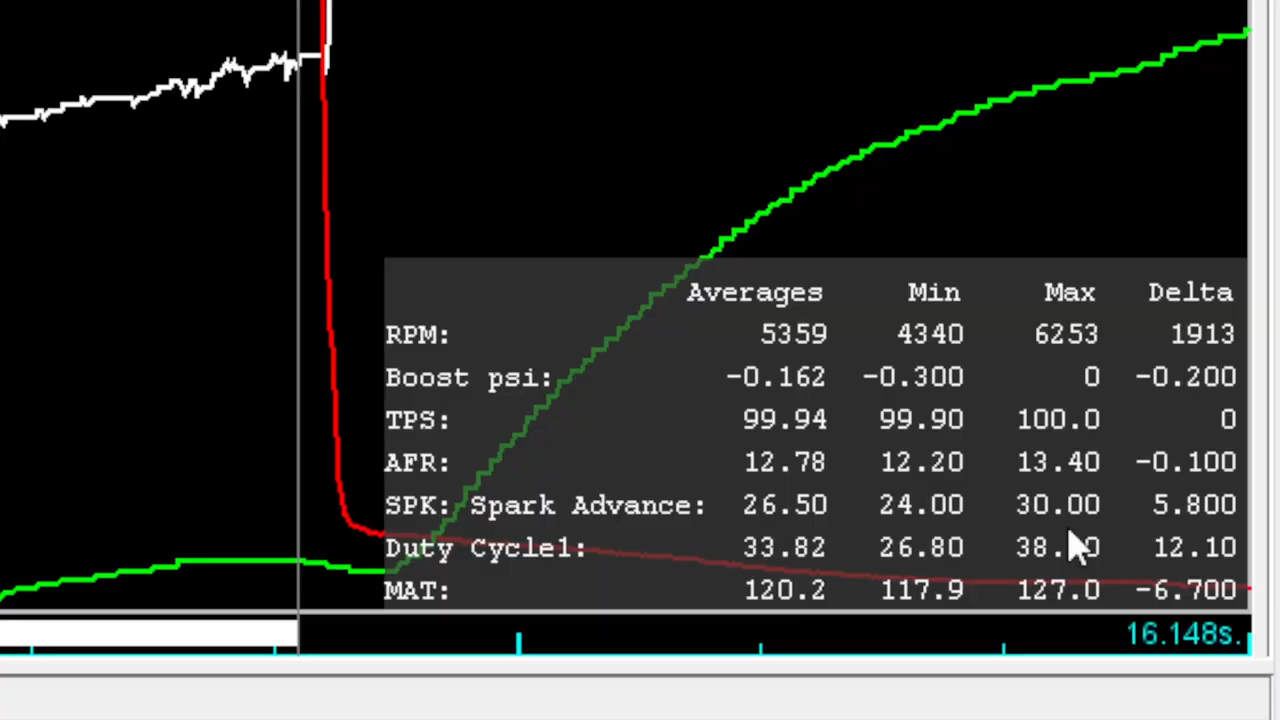 Averages Min Max Delta
RPM: 5359 4340 6253 1913
Boost psi: -0.162 -0.300 0 -0.200
TPS: 99.94 99.90 100.0 0
AFR: 12.78 12.20 13.40 -0.100
SPK: Spark Advance: 26.50 24.00 30.00 5.800
Duty Cycle1: 33.82 26.80 12.10
MAT: 120.2 117.9 127.0 -6.700
16.148s.